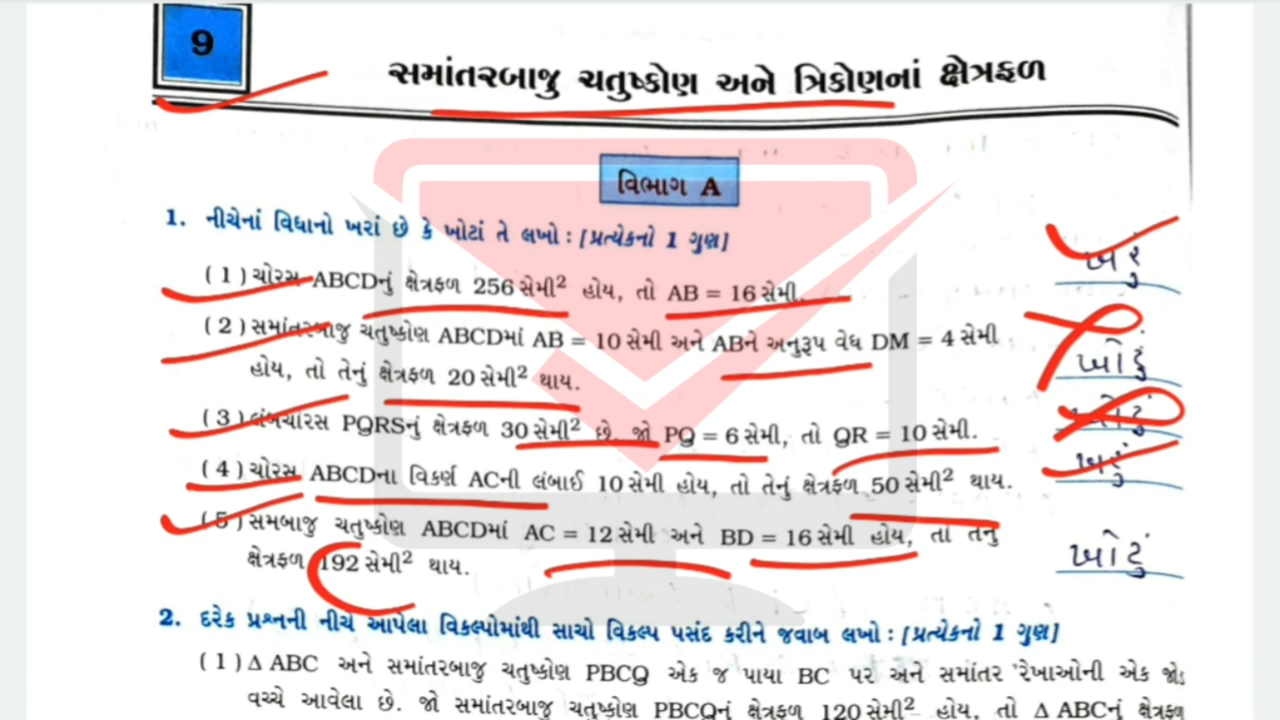 9
સમાંતરબાજુ ચતુષ્કોણ અને ત્રિકોણનાં ક્ષેત્રફળ
વિભાગ A
1. નીચેનાં વિધાનો ખરાં છે કે ખોટાં તે લખો : [પ્રત્યેકનો 1 ગુણ]
( 1 ) ચોરસ ABCDનું ક્ષેત્રફળ 256 સેમી² હોય, તો AB = 16 સેમી. ખરું
( 2 ) સમાંતરબાજુ ચતુષ્કોણ ABCDમાં AB = 10 સેમી અને ABને અનુરૂપ વેધ DM = 4 સેમી
હોય, તો તેનું ક્ષેત્રફળ 20 સેમી² થાય. ખોટું
( 3 ) લંબચોરસ PQRSનું ક્ષેત્રફળ 30 સેમી² છે. જો PQ = 6 સેમી, તો QR = 10 સેમી. ખોટું
( 4 ) ચોરસ ABCDના વિકર્ણ ACની લંબાઈ 10 સેમી હોય, તો તેનું ક્ષેત્રફળ 50 સેમી² થાય. ખરું
( 5 ) સમબાજુ ચતુષ્કોણ ABCDમાં AC = 12 સેમી અને BD = 16 સેમી હોય, તો તેનું
ક્ષેત્રફળ 192 સેમી² થાય. ખોટું
2. દરેક પ્રશ્નની નીચે આપેલા વિકલ્પોમાંથી સાચો વિકલ્પ પસંદ કરીને જવાબ લખો : [પ્રત્યેકનો 1 ગુણ]
( 1 ) Δ ABC અને સમાંતરબાજુ ચતુષ્કોણ PBCQ એક જ પાયા BC પર અને સમાંતર રેખાઓની એક જોડ
વચ્ચે આવેલા છે. જો સમાંતરબાજુ ચતુષ્કોણ PBCQનું ક્ષેત્રફળ 120 સેમી² હોય, તો Δ ABCનું ક્ષેત્રફળ